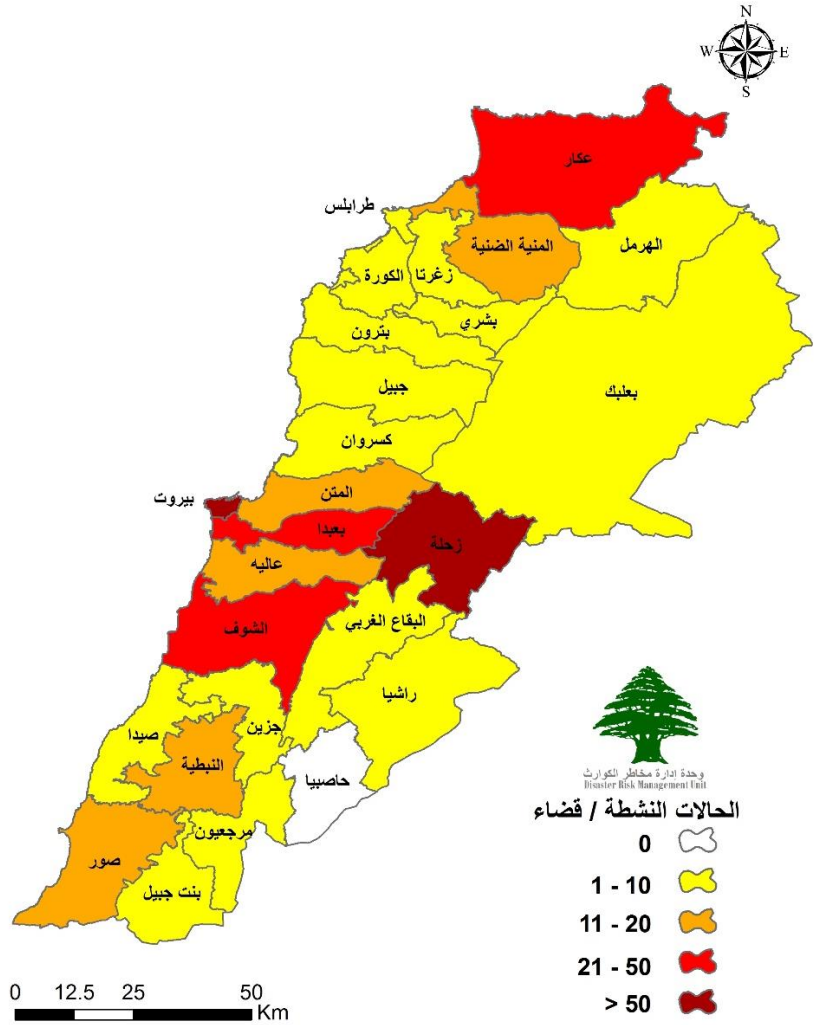 N
W E
S
عكار
طرابلس
المنية الضنية
الهرمل
زغرتا
الكورة
بشري
بترون
بعلبك
جبيل
كسروان
المتن
بيروت
بعبدا
زحلة
عاليه
البقاع الغربي
الشوف
راشيا
جزين
صيدا
النبطية
حاصبيا
مرجعيون
صور
بنت جبيل
وحدة ادارة مخاطر الكوارث
Disaster Risk Management Unit
الحالات النشطة / قضاء
0
1 - 10
11 - 20
21 - 50
> 50
0 12.5 25 50
Km